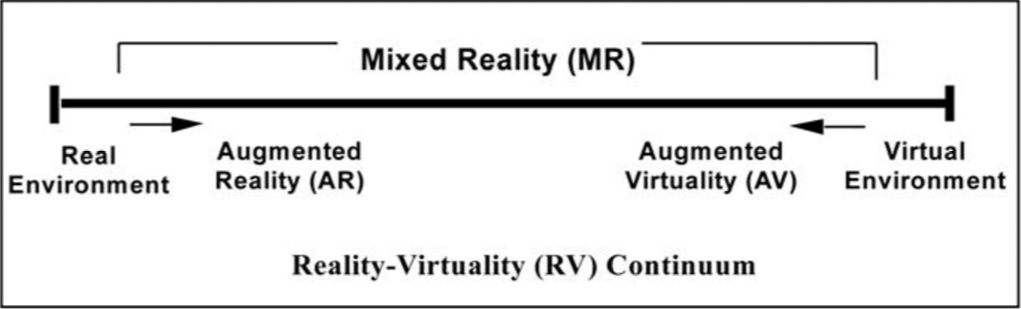 Mixed Reality (MR)
Real
Environment
Augmented
Reality (AR)
Augmented
Virtuality (AV)
Virtual
Environment
Reality-Virtuality (RV) Continuum